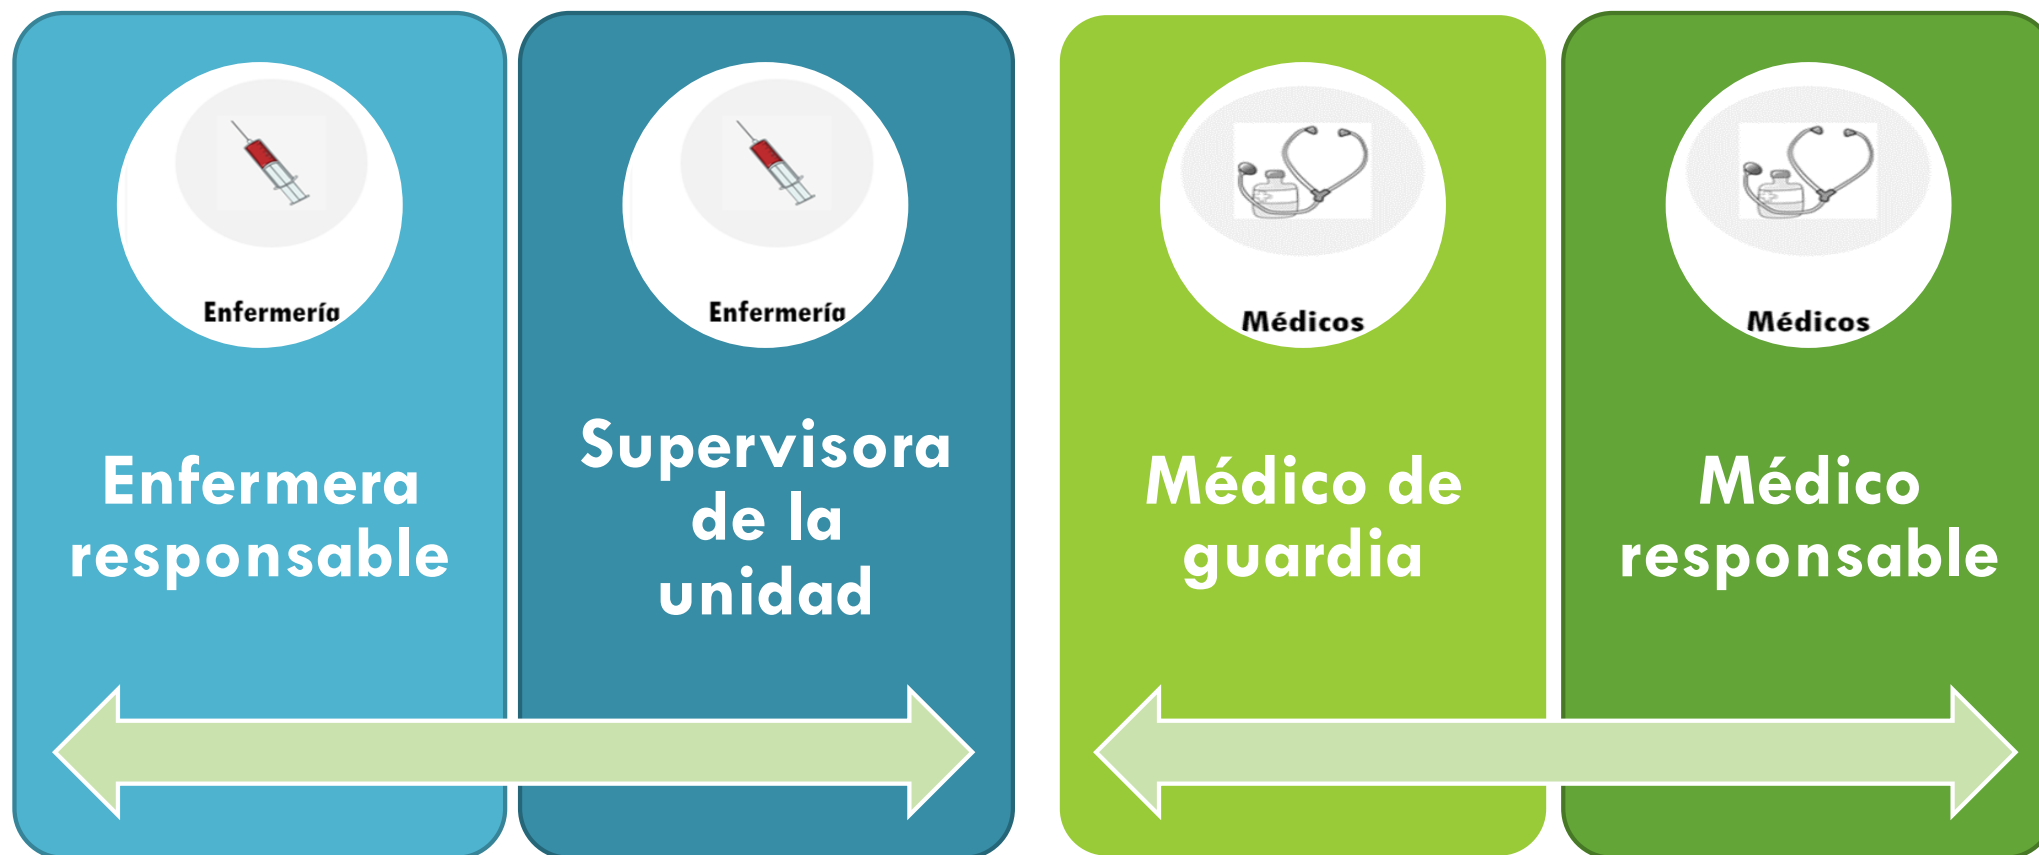 Enfermería
Enfermera
responsable
Enfermería
Supervisora
de la
unidad
Médicos
Médico de
guardia
Médicos
Médico
responsable